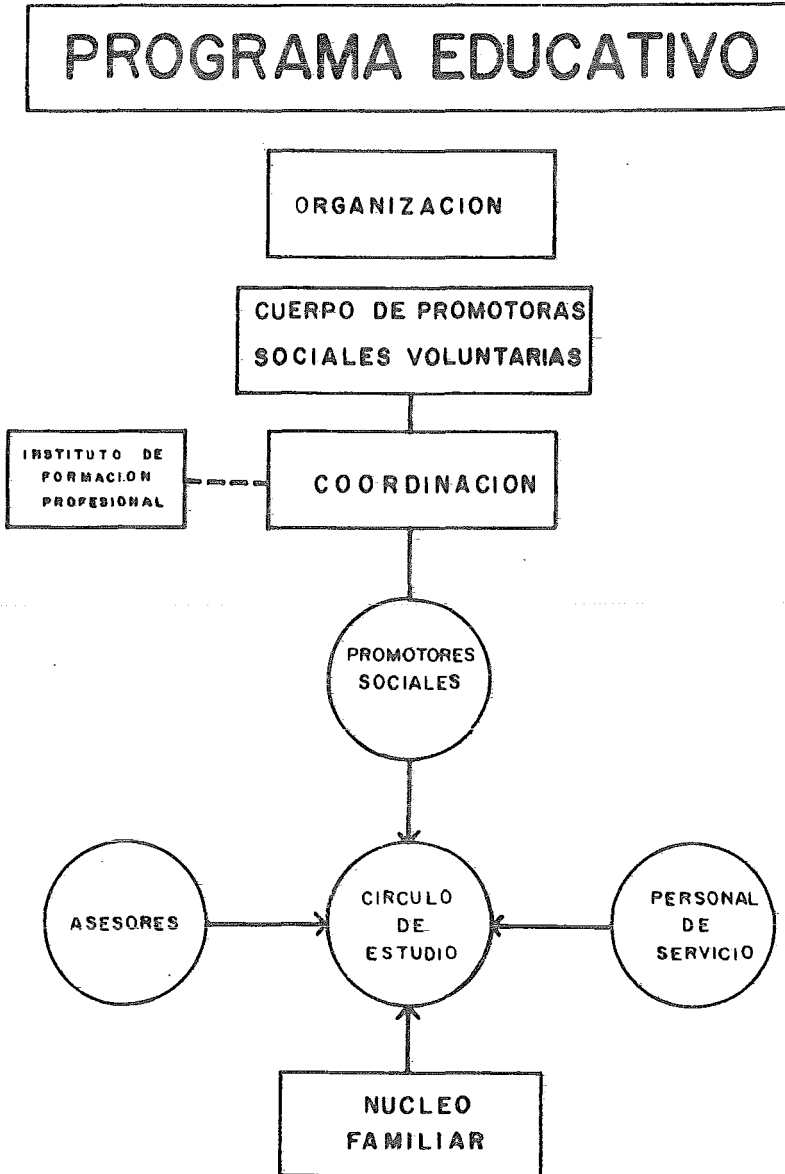 PROGRAMA EDUCATIVO
ORGANIZACION
CUERPO DE PROMOTORAS
SOCIALES VOLUNTARIAS
INSTITUTO DE
FORMACION
PROFESIONAL
COORDINACION
PROMOTORES
SOCIALES
ASESORES
CIRCULO
DE
ESTUDIO
PERSONAL
DE
SERVICIO
NUCLEO
FAMILIAR